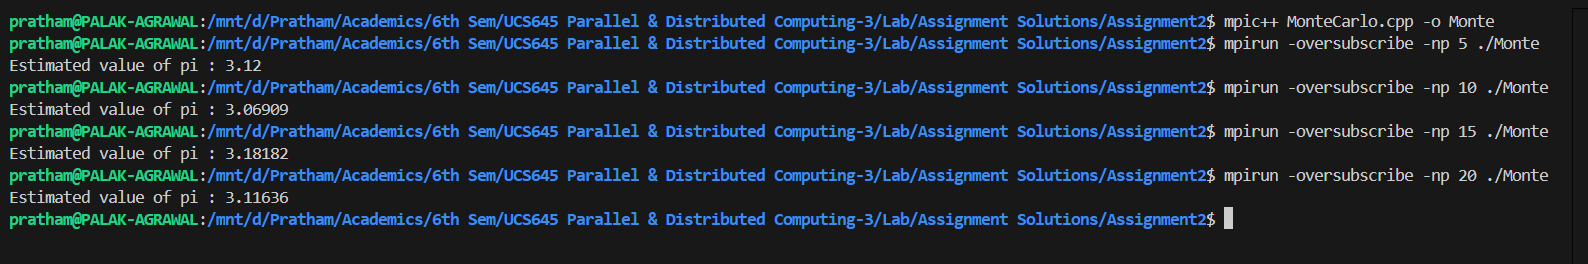 pratham@PALAK-AGRAWAL:/mnt/d/Pratham/Academics/6th Sem/UCS645 Parallel & Distributed Computing-3/Lab/Assignment Solutions/Assignment2$ mpic++ MonteCarlo.cpp -o Monte
pratham@PALAK-AGRAWAL:/mnt/d/Pratham/Academics/6th Sem/UCS645 Parallel & Distributed Computing-3/Lab/Assignment Solutions/Assignment2$ mpirun -oversubscribe -np 5 ./Monte
Estimated value of pi : 3.12
pratham@PALAK-AGRAWAL:/mnt/d/Pratham/Academics/6th Sem/UCS645 Parallel & Distributed Computing-3/Lab/Assignment Solutions/Assignment2$ mpirun -oversubscribe -np 10 ./Monte
Estimated value of pi : 3.06909
pratham@PALAK-AGRAWAL:/mnt/d/Pratham/Academics/6th Sem/UCS645 Parallel & Distributed Computing-3/Lab/Assignment Solutions/Assignment2$ mpirun -oversubscribe -np 15 ./Monte
Estimated value of pi : 3.18182
pratham@PALAK-AGRAWAL:/mnt/d/Pratham/Academics/6th Sem/UCS645 Parallel & Distributed Computing-3/Lab/Assignment Solutions/Assignment2$ mpirun -oversubscribe -np 20 ./Monte
Estimated value of pi : 3.11636
pratham@PALAK-AGRAWAL:/mnt/d/Pratham/Academics/6th Sem/UCS645 Parallel & Distributed Computing-3/Lab/Assignment Solutions/Assignment2$